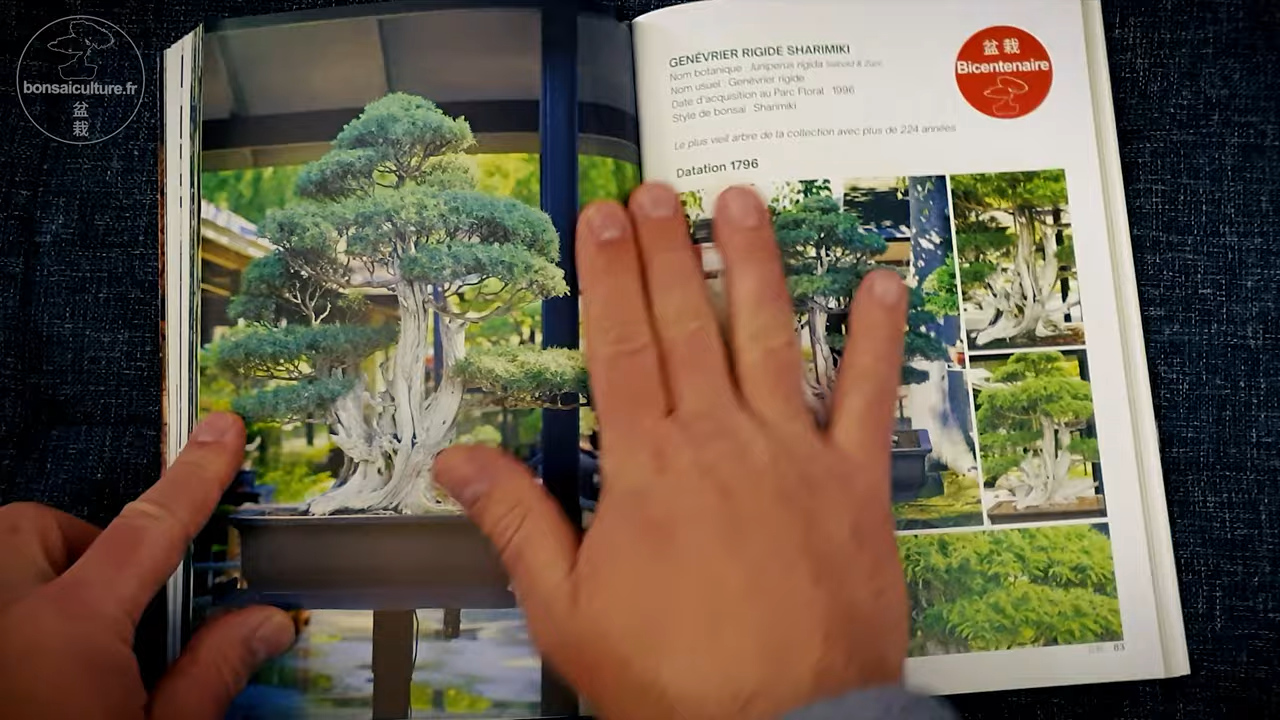 bonsaiculture.fr
盆
栽
GENÉVRIER RIGIDE SHARIMIKI
Nom botanique : Juniperus rigida
Nom usuel : Genévrier rigide
Date d'acquisition au Parc Floral : 1996
Style de bonsaï : Sharimiki
Le plus vieil arbre de la collection avec plus de 224 années
Datation 1796
盆栽
Bicentenaire
83